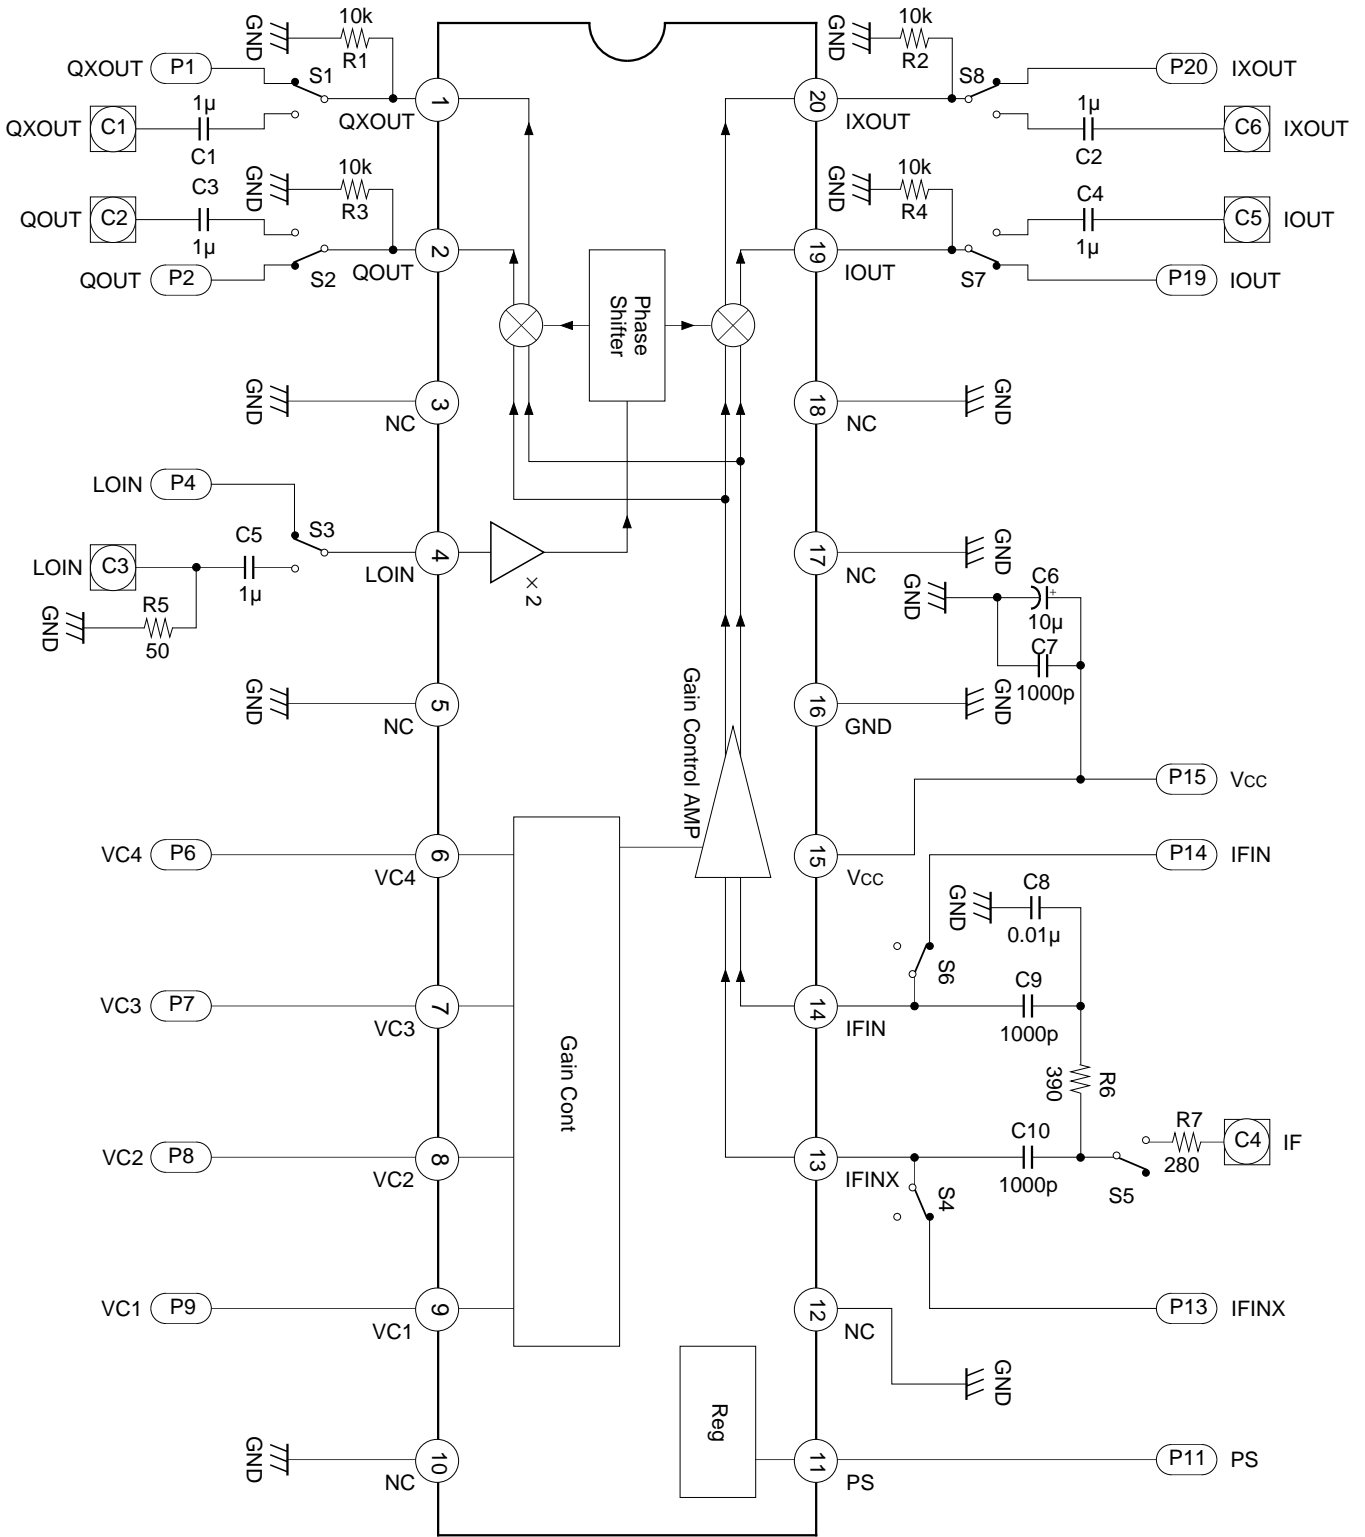 GND
10k
R1
QXOUT P1
S1
1µ
QXOUT C1
C1
1
QXOUT
C3
GND
10k
R3
QOUT C2
1µ
QOUT P2
S2
2
QOUT
GND
3
NC
LOIN P4
S3
C5
LOIN C3
1µ
4
LOIN
× 2
GND
R5
50
GND
5
NC
VC4 P6
6
VC4
VC3 P7
7
VC3
VC2 P8
8
VC2
VC1 P9
9
VC1
GND
10
NC
Phase
Shifter
Gain Control AMP
Gain Cont
Reg
GND
10k
R2
S8
P20 IXOUT
20
IXOUT
1µ
C2
C6 IXOUT
GND
10k
R4
C4
1µ
C5 IOUT
19
IOUT
S7
P19 IOUT
18
NC
GND
17
NC
GND
GND
C6
+
10µ
C7
1000p
16
GND
GND
P15 Vcc
15
Vcc
P14 IFIN
GND
C8
0.01µ
S6
14
IFIN
C9
1000p
R6
390
R7
280
C4 IF
13
IFINX
C10
1000p
S5
S4
P13 IFINX
12
NC
GND
11
PS
P11 PS